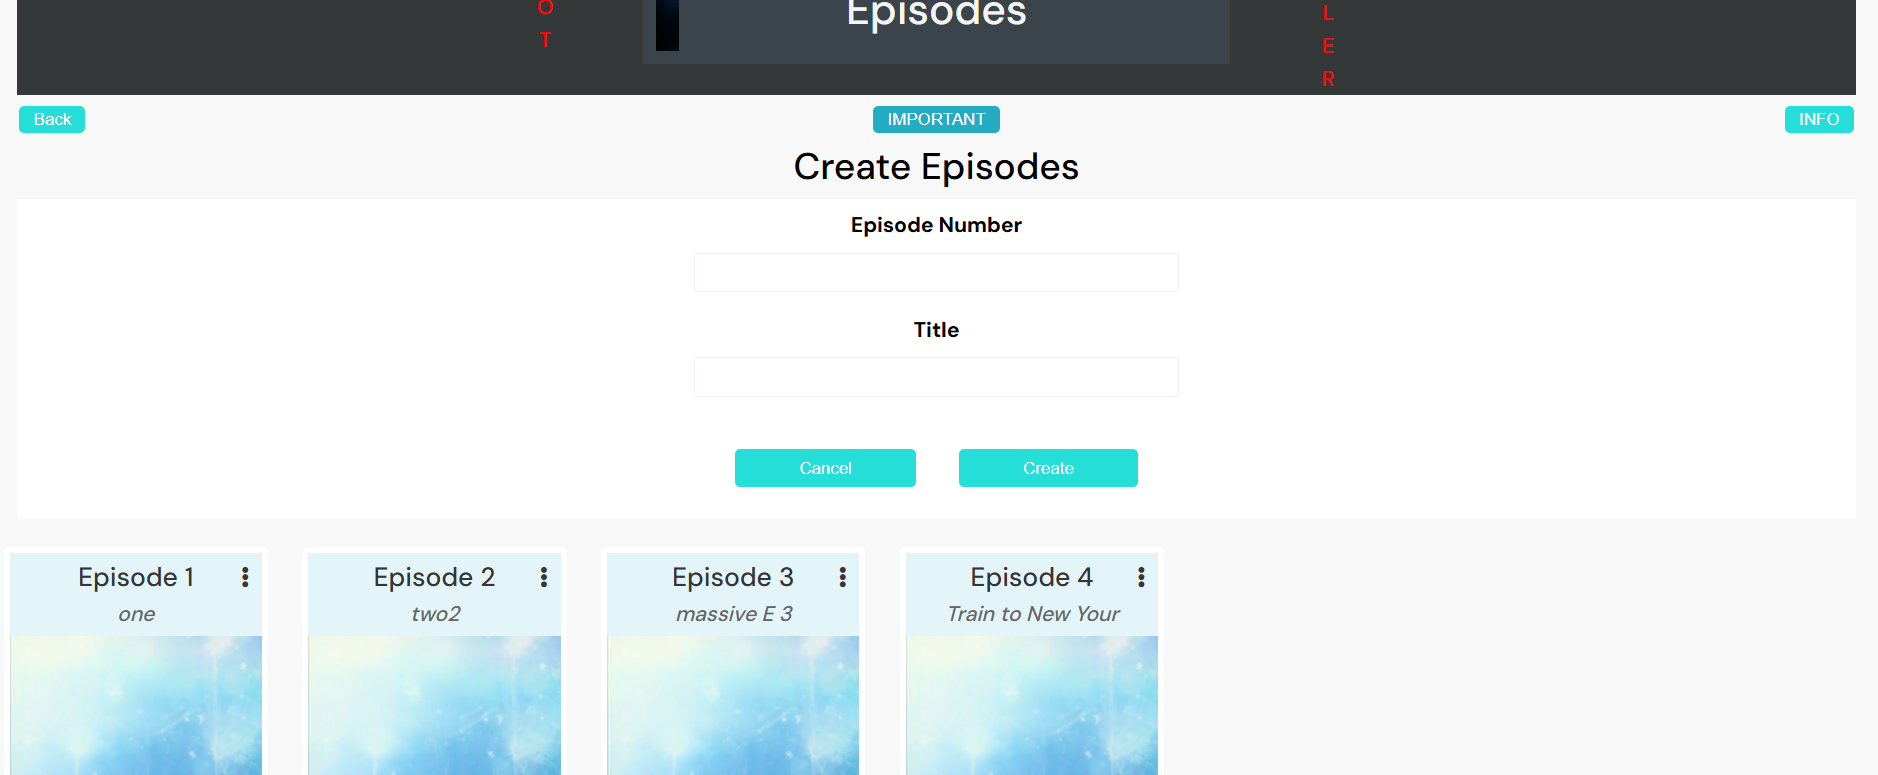 O
T
Episodes
L
E
R
Back
IMPORTANT
INFO
Create Episodes
Episode Number
Title
Cancel
Create
Episode 1
one
Episode 2
two2
Episode 3
massive E 3
Episode 4
Train to New Your